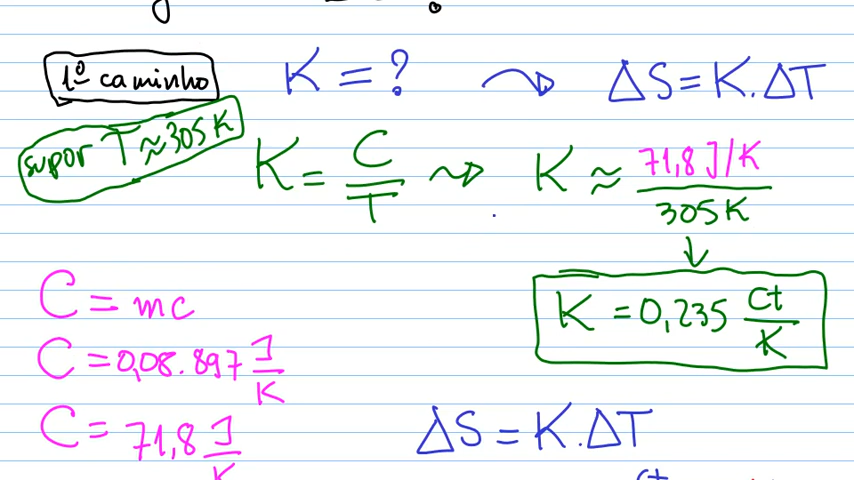 1º caminho
K = ?
ΔS = K.ΔT
supor T ≈ 305 K
K = C/T
K ≈ 71,8 J/K / 305 K
K = 0,235 Ct/K
C = mc
C = 0,08.897 J/K
C = 71,8 J/K
ΔS = K.ΔT
Ct